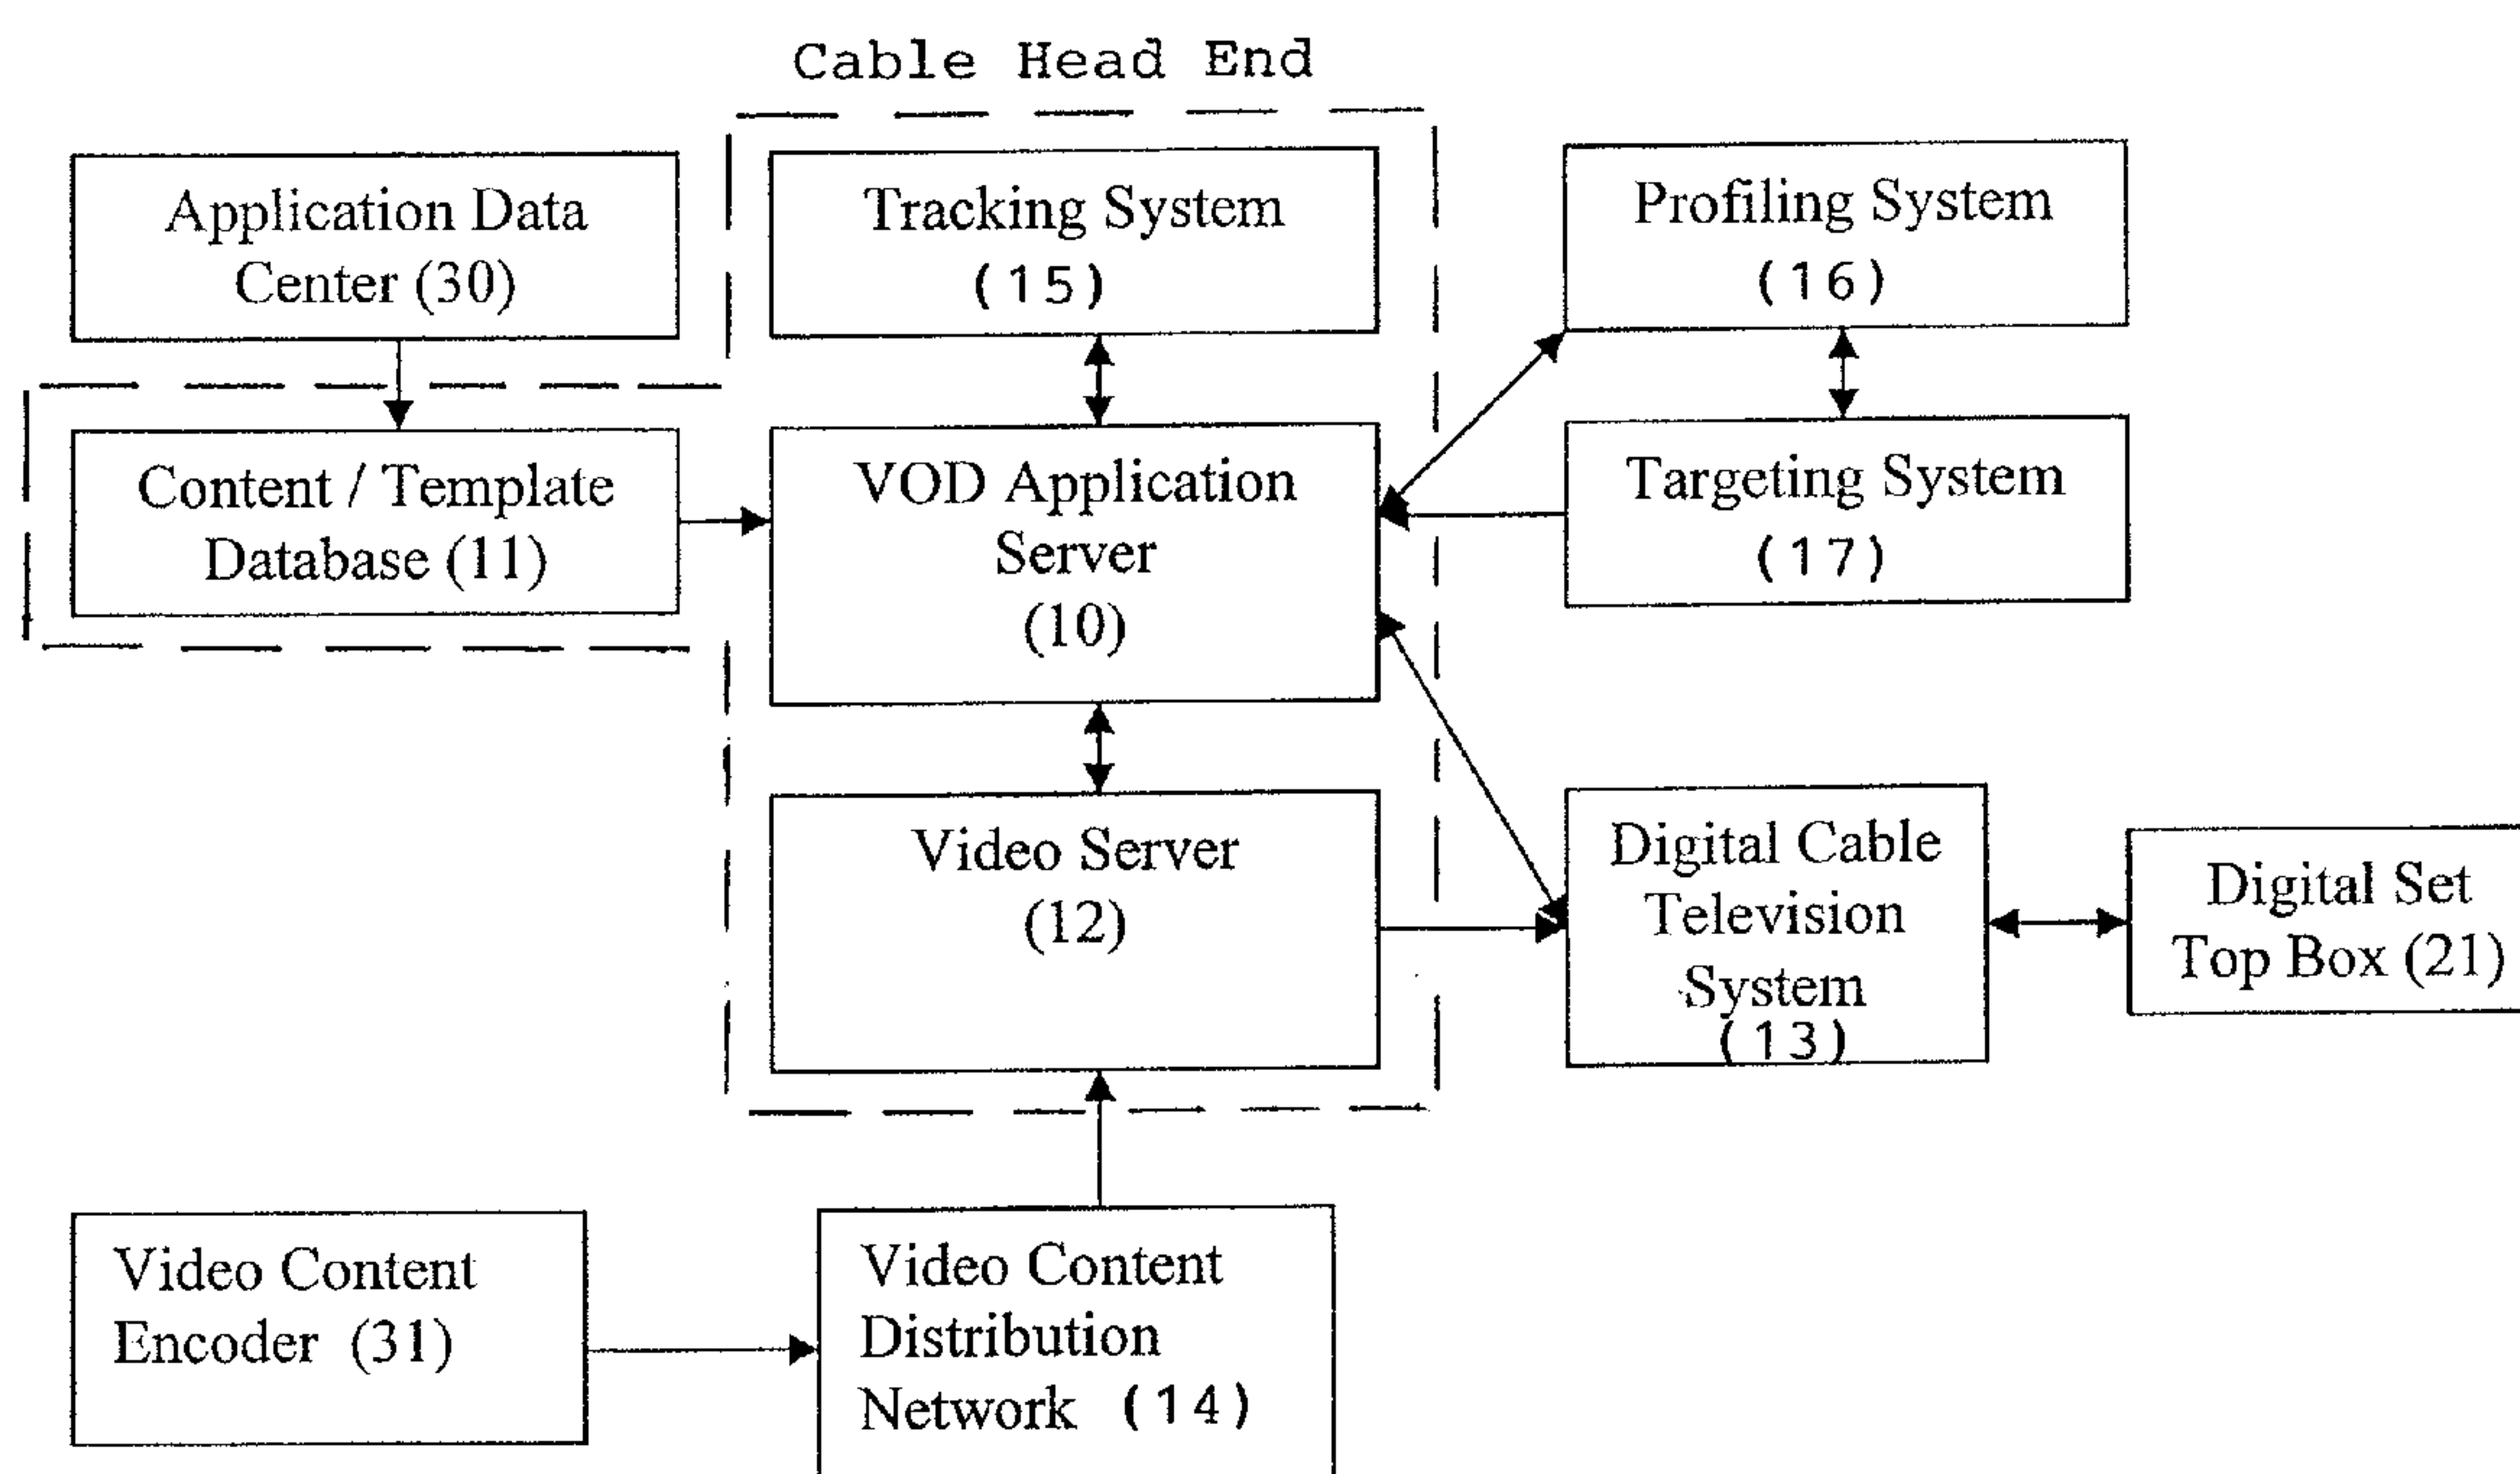 Cable Head End
Application Data
Center (30)
Tracking System
(15)
Profiling System
(16)
Content / Template
Database (11)
VOD Application
Server
(10)
Targeting System
(17)
Video Server
(12)
Digital Cable
Television
System
(13)
Digital Set
Top Box (21)
Video Content
Encoder (31)
Video Content
Distribution
Network (14)